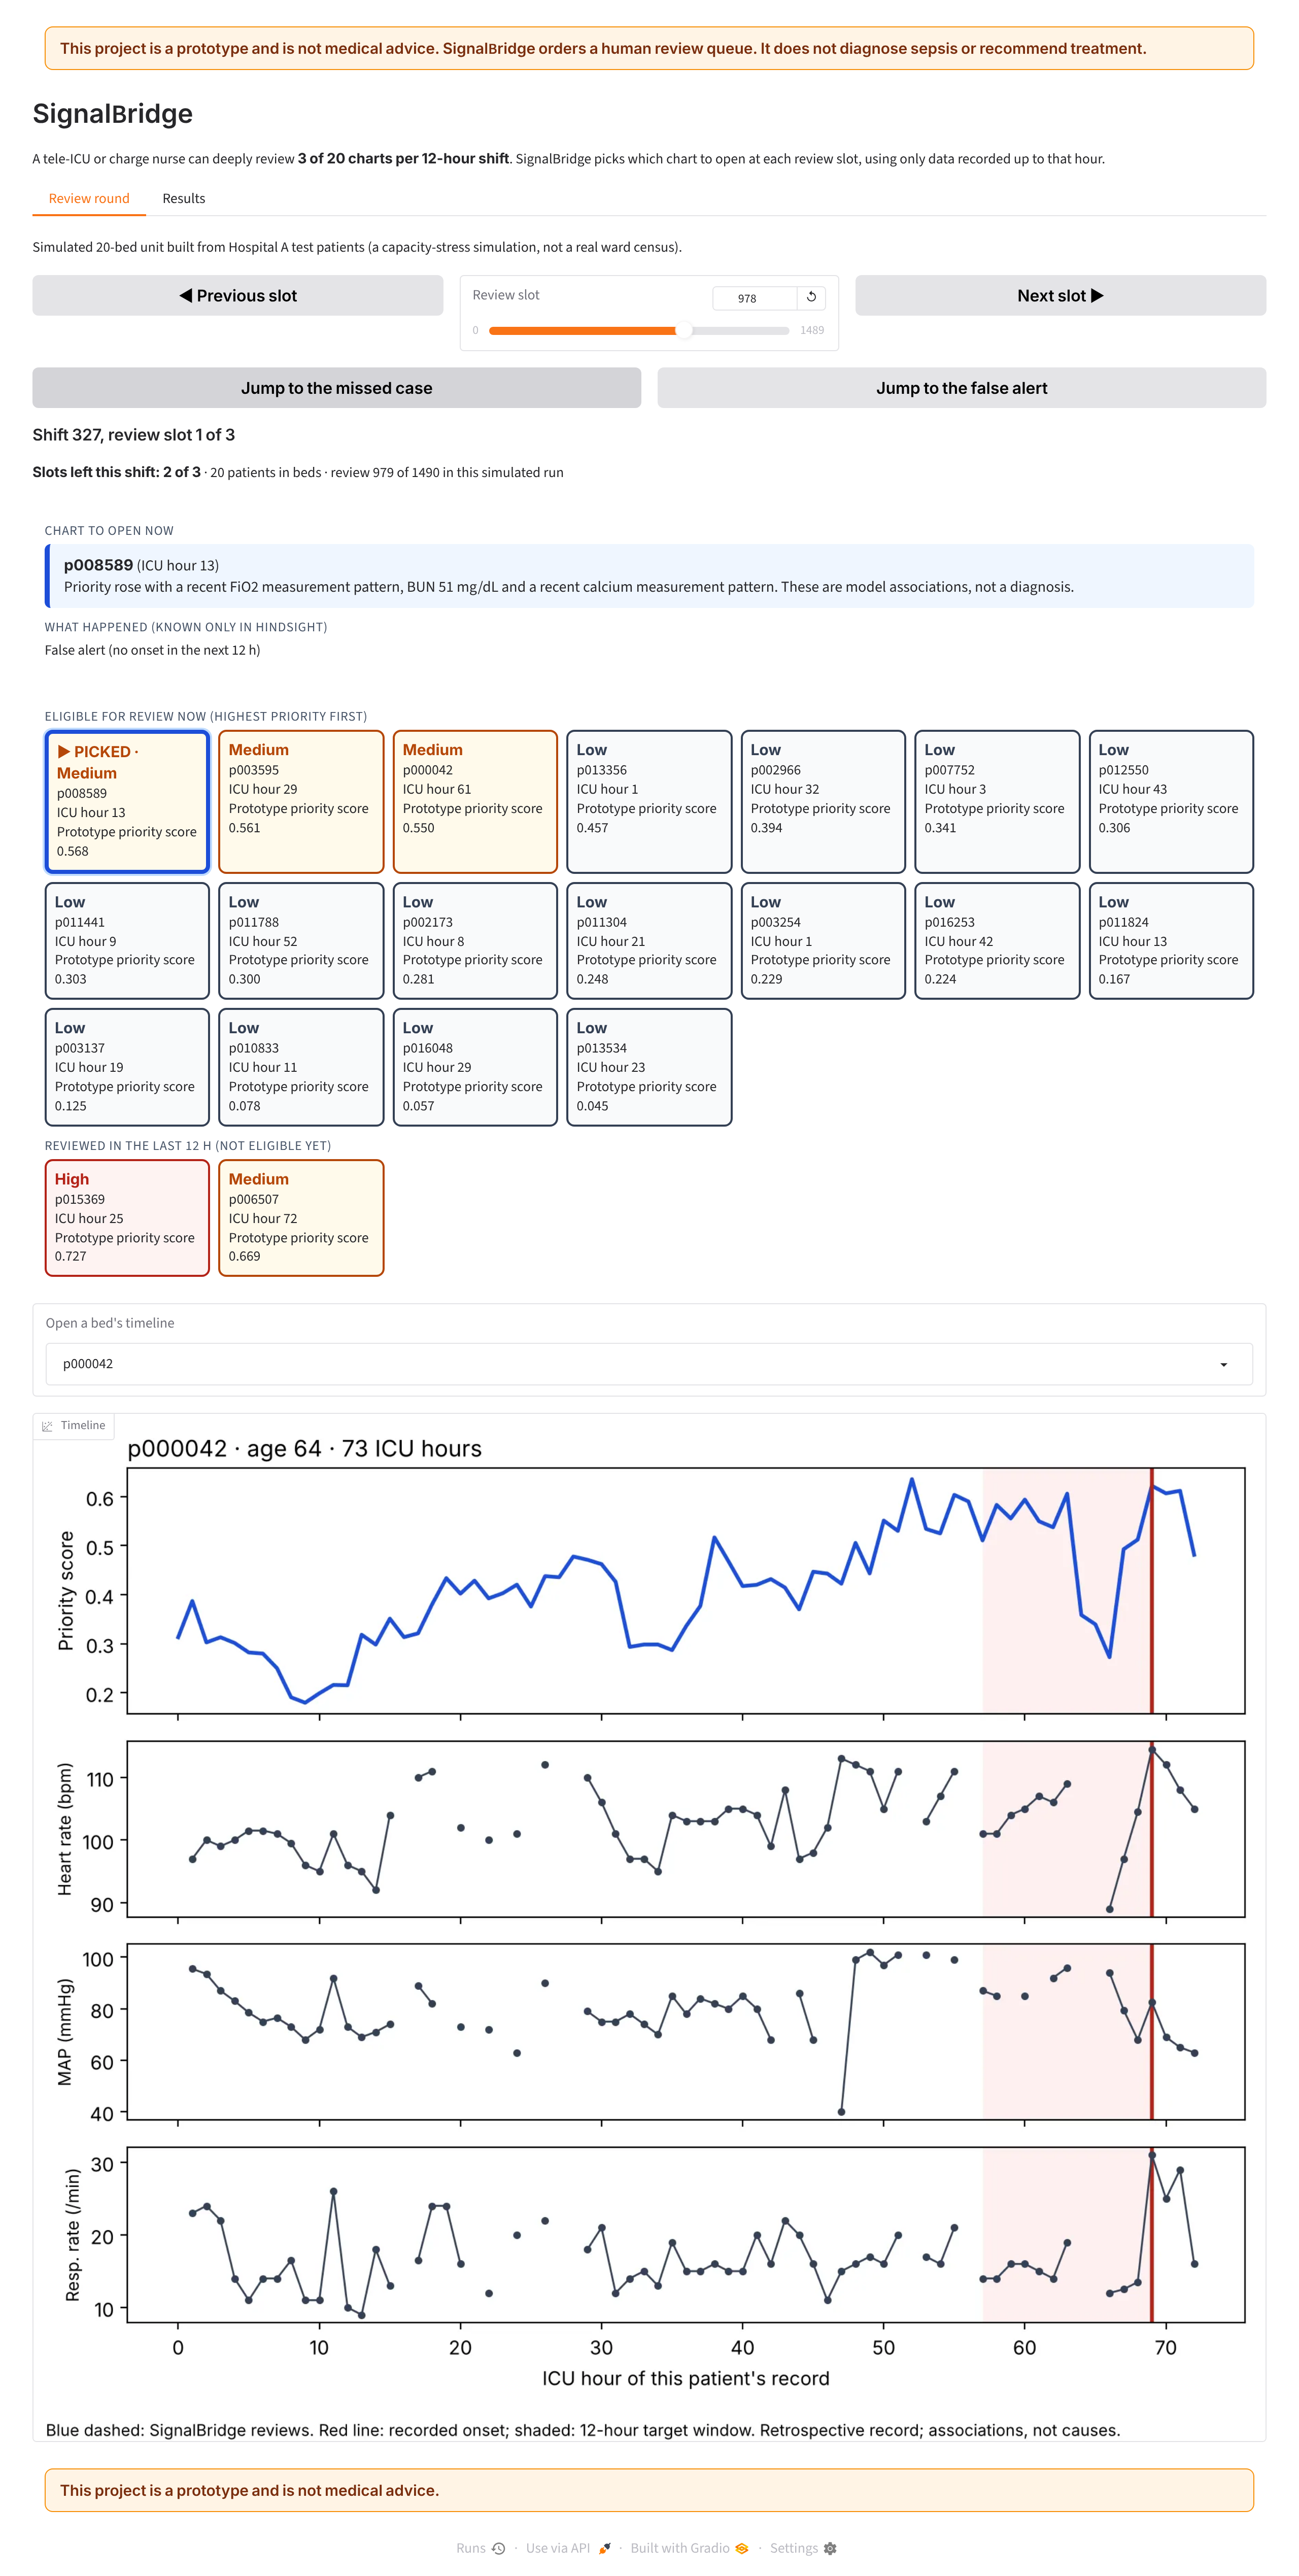 This project is a prototype and is not medical advice. SignalBridge orders a human review queue. It does not diagnose sepsis or recommend treatment.
SignalBridge
A tele-ICU or charge nurse can deeply review 3 of 20 charts per 12-hour shift. SignalBridge picks which chart to open at each review slot, using only data recorded up to that hour.
Review round Results
Simulated 20-bed unit built from Hospital A test patients (a capacity-stress simulation, not a real ward census).
◀ Previous slot
Review slot
978
0
1489
Next slot ▶
Jump to the missed case
Jump to the false alert
Shift 327, review slot 1 of 3
Slots left this shift: 2 of 3 · 20 patients in beds · review 979 of 1490 in this simulated run
CHART TO OPEN NOW
p008589 (ICU hour 13)
Priority rose with a recent FiO2 measurement pattern, BUN 51 mg/dL and a recent calcium measurement pattern. These are model associations, not a diagnosis.
WHAT HAPPENED (KNOWN ONLY IN HINDSIGHT)
False alert (no onset in the next 12 h)
ELIGIBLE FOR REVIEW NOW (HIGHEST PRIORITY FIRST)
▶ PICKED ·
Medium
p008589
ICU hour 13
Prototype priority score
0.568
Medium
p003595
ICU hour 29
Prototype priority score
0.561
Medium
p000042
ICU hour 61
Prototype priority score
0.550
Low
p013356
ICU hour 1
Prototype priority score
0.457
Low
p002966
ICU hour 32
Prototype priority score
0.394
Low
p007752
ICU hour 3
Prototype priority score
0.341
Low
p012550
ICU hour 43
Prototype priority score
0.306
Low
p011441
ICU hour 9
Prototype priority score
0.303
Low
p011788
ICU hour 52
Prototype priority score
0.300
Low
p002173
ICU hour 8
Prototype priority score
0.281
Low
p011304
ICU hour 21
Prototype priority score
0.248
Low
p003254
ICU hour 1
Prototype priority score
0.229
Low
p016253
ICU hour 42
Prototype priority score
0.224
Low
p011824
ICU hour 13
Prototype priority score
0.167
Low
p003137
ICU hour 19
Prototype priority score
0.125
Low
p010833
ICU hour 11
Prototype priority score
0.078
Low
p016048
ICU hour 29
Prototype priority score
0.057
Low
p013534
ICU hour 23
Prototype priority score
0.045
REVIEWED IN THE LAST 12 H (NOT ELIGIBLE YET)
High
p015369
ICU hour 25
Prototype priority score
0.727
Medium
p006507
ICU hour 72
Prototype priority score
0.669
Open a bed's timeline
p000042
Timeline
p000042 · age 64 · 73 ICU hours
Priority score
0.6
0.5
0.4
0.3
0.2
Heart rate (bpm)
110
100
90
MAP (mmHg)
100
80
60
40
Resp. rate (/min)
30
20
10
0 10 20 30 40 50 60 70
ICU hour of this patient's record
Blue dashed: SignalBridge reviews. Red line: recorded onset; shaded: 12-hour target window. Retrospective record; associations, not causes.
This project is a prototype and is not medical advice.
Runs · Use via API · Built with Gradio · Settings